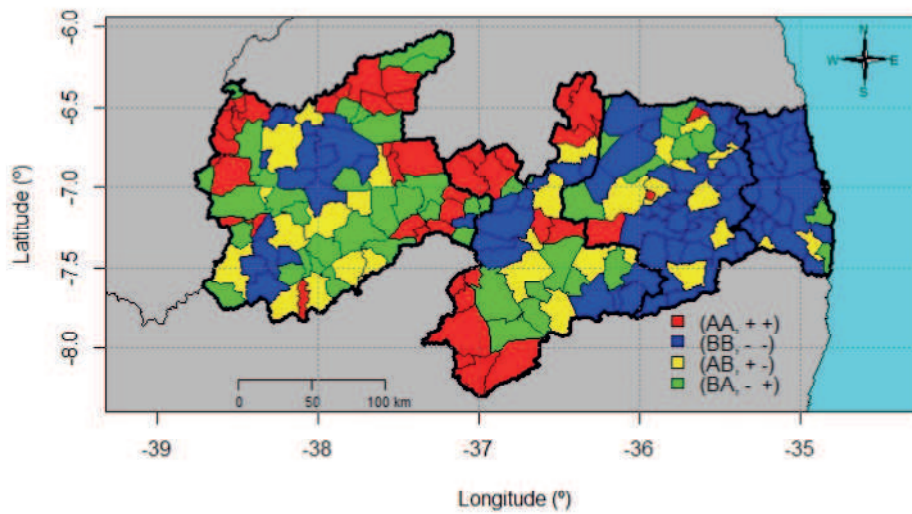 -6.0
-6.5
-7.0
-7.5
-8.0
Latitude (º)
N
W E
S
(AA, + +)
(BB, - -)
(AB, + -)
(BA, - +)
0 50 100 km
-39 -38 -37 -36 -35
Longitude (º)